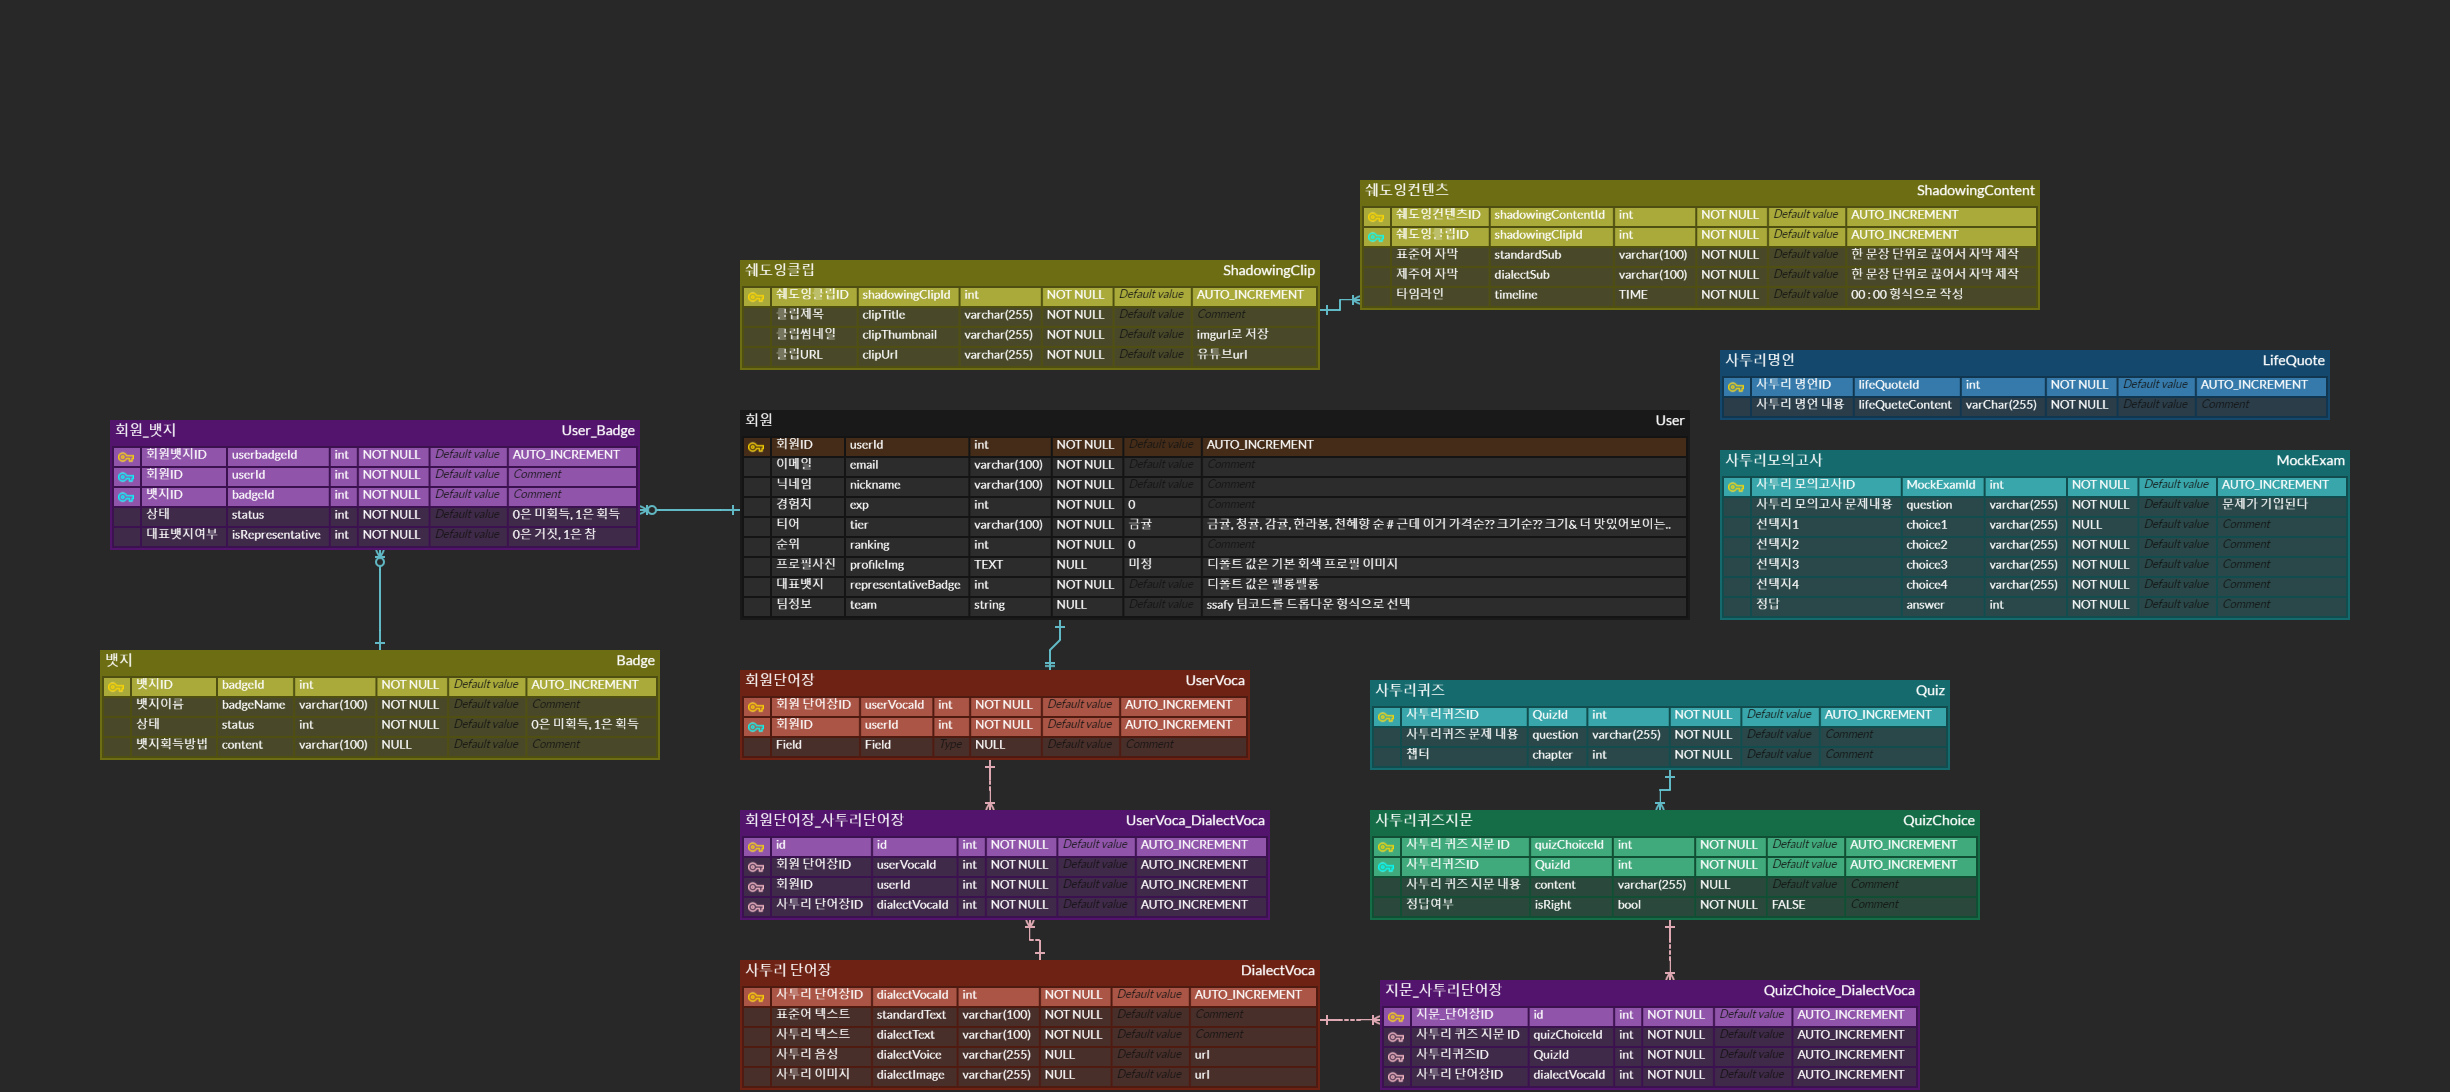 쉐도잉컨텐츠 ShadowingContent
쉐도잉컨텐츠ID shadowingContentId int NOT NULL Default value AUTO_INCREMENT
쉐도잉클립ID shadowingClipId int NOT NULL Default value AUTO_INCREMENT
표준어 자막 standardSub varchar(100) NOT NULL Default value 한 문장 단위로 끊어서 자막 제작
제주어 자막 dialectSub varchar(100) NOT NULL Default value 한 문장 단위로 끊어서 자막 제작
타임라인 timeline TIME NOT NULL Default value 00 : 00 형식으로 작성
쉐도잉클립 ShadowingClip
쉐도잉클립ID shadowingClipId int NOT NULL Default value AUTO_INCREMENT
클립제목 clipTitle varchar(255) NOT NULL Default value Comment
클립썸네일 clipThumbnail varchar(255) NOT NULL Default value imgurl로 저장
클립URL clipUrl varchar(255) NOT NULL Default value 유튜브url
사투리명언 LifeQuote
사투리 명언ID lifeQuoteId int NOT NULL Default value AUTO_INCREMENT
사투리 명언 내용 lifeQueteContent varChar(255) NOT NULL Default value Comment
회원_뱃지 User_Badge
회원뱃지ID userbadgeId int NOT NULL Default value AUTO_INCREMENT
회원ID userId int NOT NULL Default value Comment
뱃지ID badgeId int NOT NULL Default value Comment
상태 status int NOT NULL Default value 0은 미획득, 1은 획득
대표뱃지여부 isRepresentative int NOT NULL Default value 0은 거짓, 1은 참
회원 User
회원ID userId int NOT NULL Default value AUTO_INCREMENT
이메일 email varchar(100) NOT NULL Default value Comment
닉네임 nickname varchar(100) NOT NULL Default value Comment
경험치 exp int NOT NULL 0 Comment
티어 tier varchar(100) NOT NULL 금귤 금귤, 청귤, 감귤, 한라봉, 천혜향 순 # 근데 이거 가격순?? 크기순?? 크기& 더 맛있어보이는..
순위 ranking int NOT NULL 0 Comment
프로필사진 profileImg TEXT NULL 미정 디폴트 값은 기본 회색 프로필 이미지
대표뱃지 representativeBadge int NOT NULL Default value 디폴트 값은 펠롱펠롱
팀정보 team string NULL Default value ssafy 팀코드를 드롭다운 형식으로 선택
사투리모의고사 MockExam
사투리 모의고사ID MockExamId int NOT NULL Default value AUTO_INCREMENT
사투리 모의고사 문제내용 question varchar(255) NOT NULL Default value 문제가 기입된다
선택지1 choice1 varchar(255) NULL Default value Comment
선택지2 choice2 varchar(255) NOT NULL Default value Comment
선택지3 choice3 varchar(255) NOT NULL Default value Comment
선택지4 choice4 varchar(255) NOT NULL Default value Comment
정답 answer int NOT NULL Default value Comment
뱃지 Badge
뱃지ID badgeId int NOT NULL Default value AUTO_INCREMENT
뱃지이름 badgeName varchar(100) NOT NULL Default value Comment
상태 status int NOT NULL Default value 0은 미획득, 1은 획득
뱃지획득방법 content varchar(100) NULL Default value Comment
회원단어장 UserVoca
회원 단어장ID userVocaId int NOT NULL Default value AUTO_INCREMENT
회원ID userId int NOT NULL Default value AUTO_INCREMENT
Field Field Type NULL Default value Comment
사투리퀴즈 Quiz
사투리퀴즈ID QuizId int NOT NULL Default value AUTO_INCREMENT
사투리퀴즈 문제 내용 question varchar(255) NOT NULL Default value Comment
챕터 chapter int NOT NULL Default value Comment
회원단어장_사투리단어장 UserVoca_DialectVoca
id id int NOT NULL Default value AUTO_INCREMENT
회원 단어장ID userVocaId int NOT NULL Default value AUTO_INCREMENT
회원ID userId int NOT NULL Default value AUTO_INCREMENT
사투리 단어장ID dialectVocaId int NOT NULL Default value AUTO_INCREMENT
사투리퀴즈지문 QuizChoice
사투리 퀴즈 지문 ID quizChoiceId int NOT NULL Default value AUTO_INCREMENT
사투리퀴즈ID QuizId int NOT NULL Default value AUTO_INCREMENT
사투리 퀴즈 지문 내용 content varchar(255) NULL Default value Comment
정답여부 isRight bool NOT NULL FALSE Comment
사투리 단어장 DialectVoca
사투리 단어장ID dialectVocaId int NOT NULL Default value AUTO_INCREMENT
표준어 텍스트 standardText varchar(100) NOT NULL Default value Comment
사투리 텍스트 dialectText varchar(100) NOT NULL Default value Comment
사투리 음성 dialectVoice varchar(255) NULL Default value url
사투리 이미지 dialectImage varchar(255) NULL Default value url
지문_사투리단어장 QuizChoice_DialectVoca
지문_단어장ID id int NOT NULL Default value AUTO_INCREMENT
사투리 퀴즈 지문 ID quizChoiceId int NOT NULL Default value AUTO_INCREMENT
사투리퀴즈ID QuizId int NOT NULL Default value AUTO_INCREMENT
사투리 단어장ID dialectVocaId int NOT NULL Default value AUTO_INCREMENT